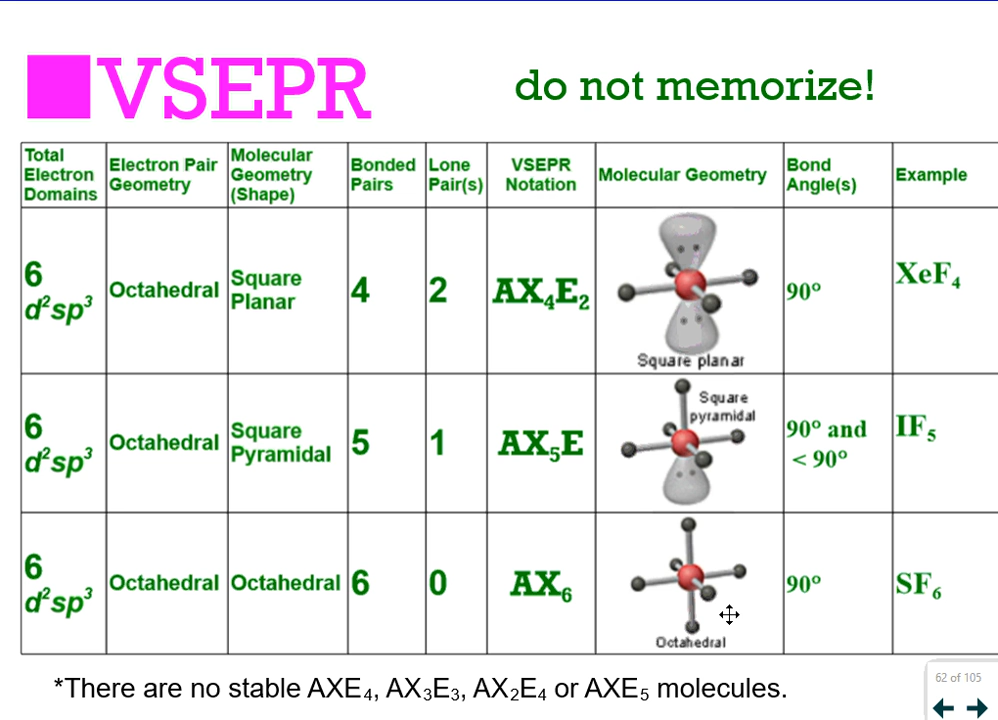 VSEPR do not memorize!
Total Electron Domains Electron Pair Geometry Molecular Geometry (Shape) Bonded Pairs Lone Pair(s) VSEPR Notation Molecular Geometry Bond Angle(s) Example
6 d²sp³ Octahedral Square Planar 4 2 AX₄E₂ Square planar 90° XeF₄
6 d²sp³ Octahedral Square Pyramidal 5 1 AX₅E Square pyramidal 90° and < 90° IF₅
6 d²sp³ Octahedral Octahedral 6 0 AX₆ Octahedral 90° SF₆
*There are no stable AXE₄, AX₃E₃, AX₂E₄ or AXE₅ molecules.
62 of 105